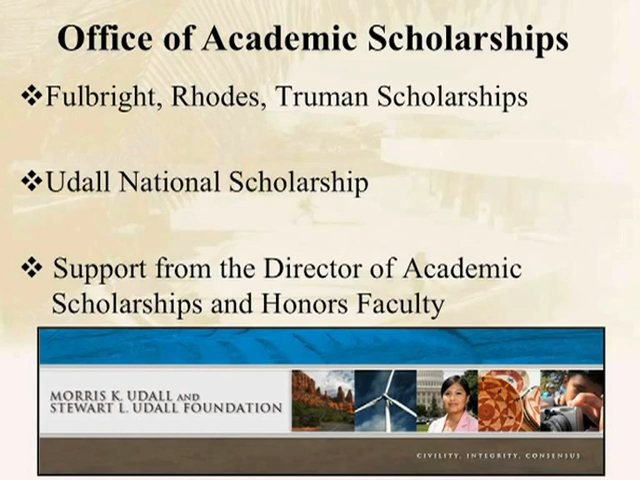 Office of Academic Scholarships
❖Fulbright, Rhodes, Truman Scholarships
❖Udall National Scholarship
❖ Support from the Director of Academic
Scholarships and Honors Faculty
MORRIS K. UDALL AND
STEWART L. UDALL FOUNDATION
CIVILITY, INTEGRITY, CONSENSUS